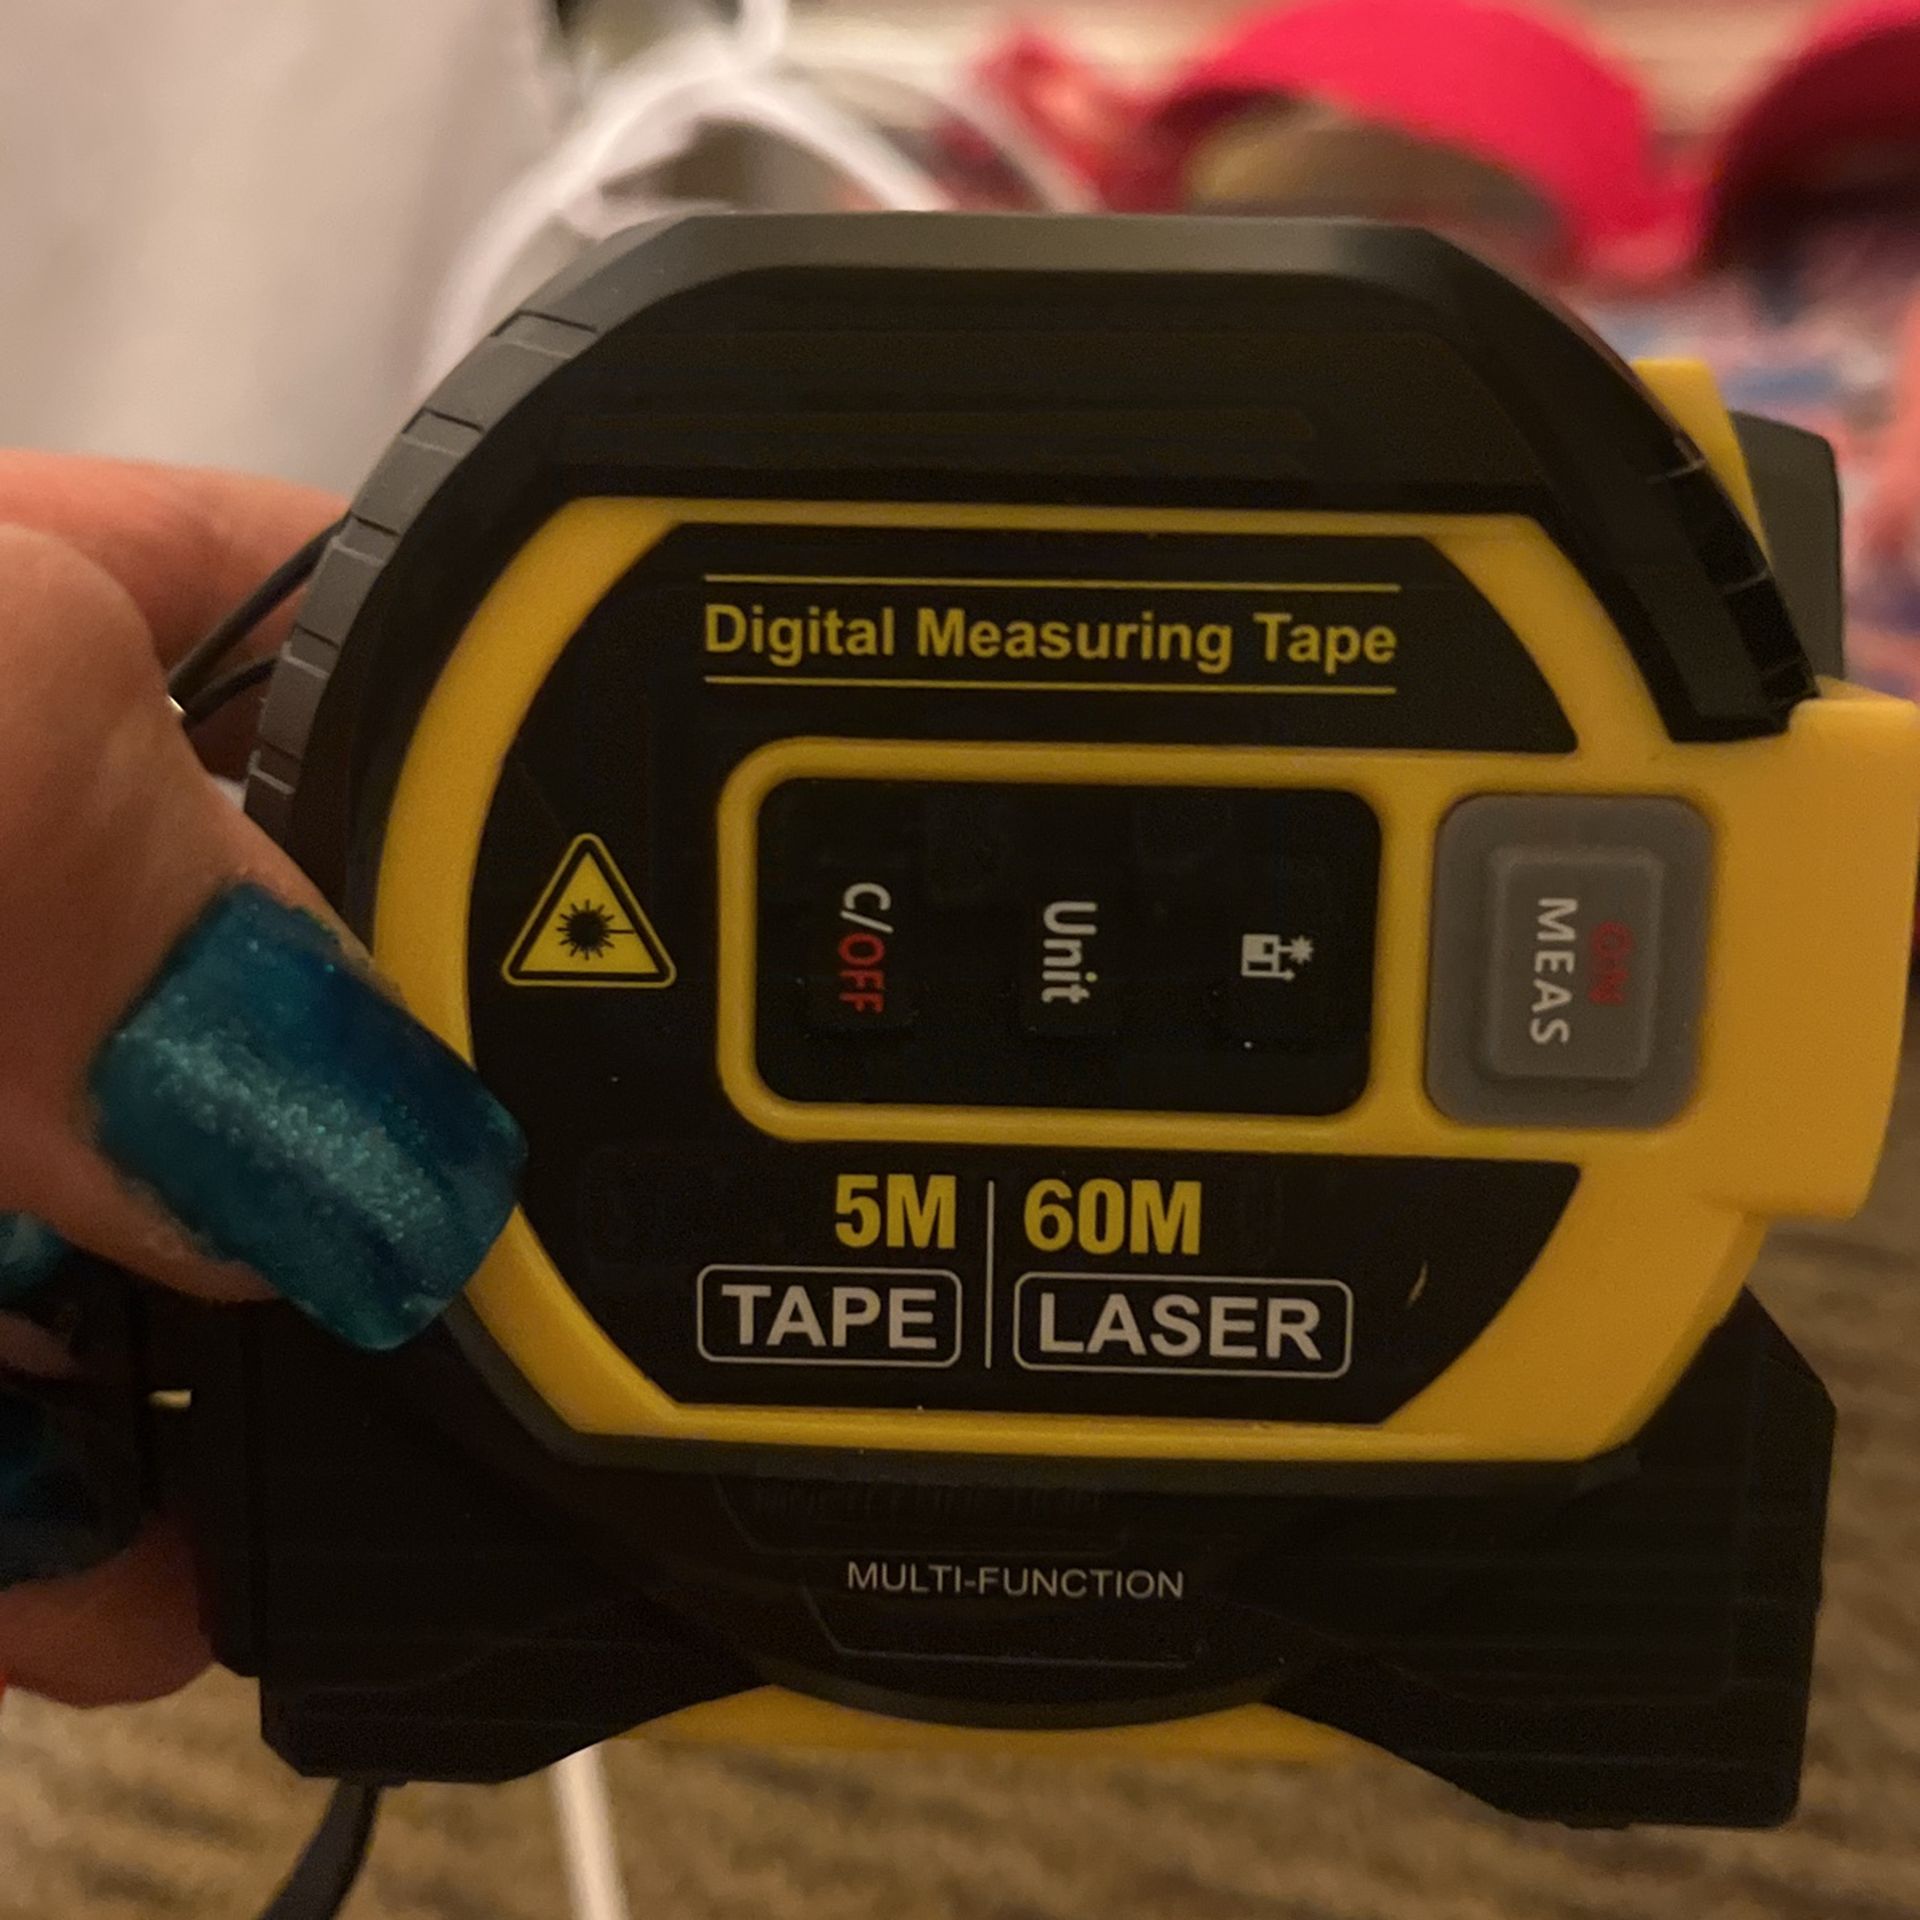 Digital Measuring Tape
C/OFF
Unit
ON
MEAS
5M 60M
TAPE LASER
MULTI-FUNCTION